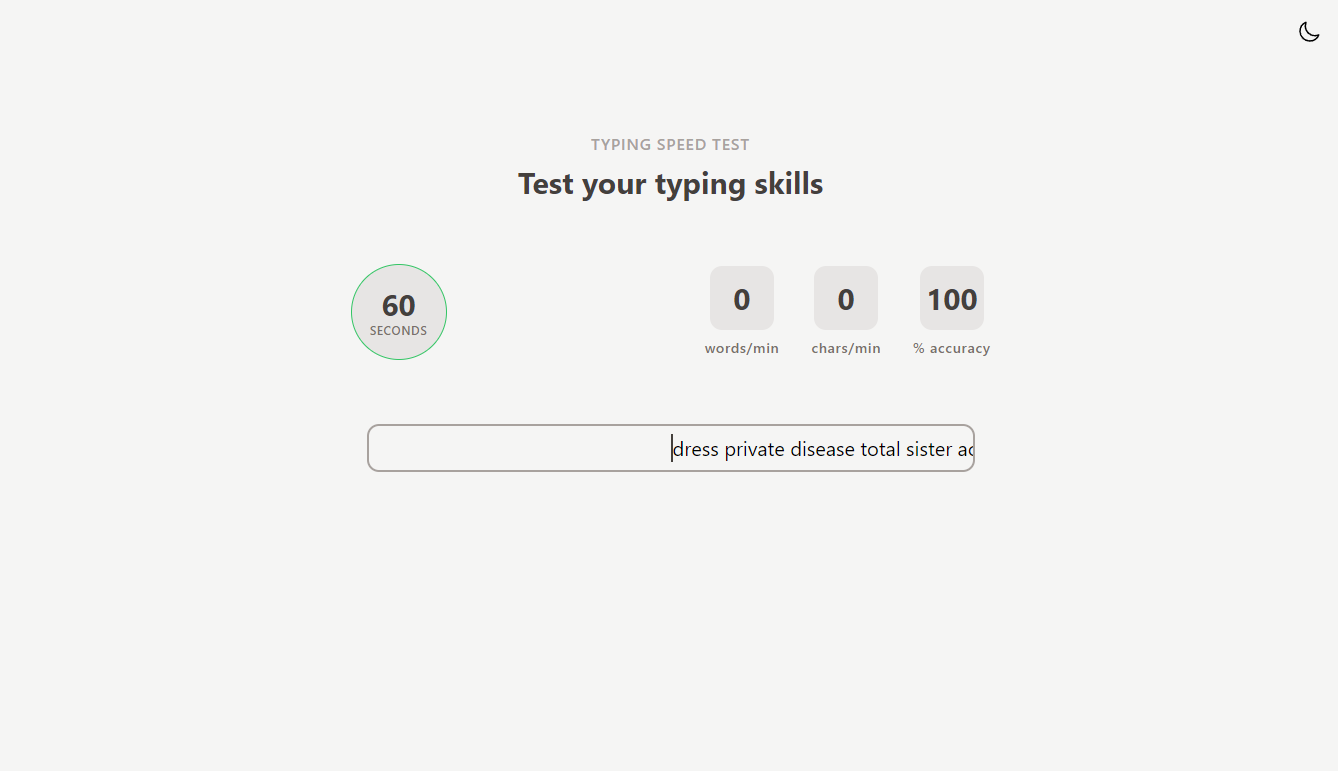 TYPING SPEED TEST
Test your typing skills
60
SECONDS
0
words/min
0
chars/min
100
% accuracy
dress private disease total sister